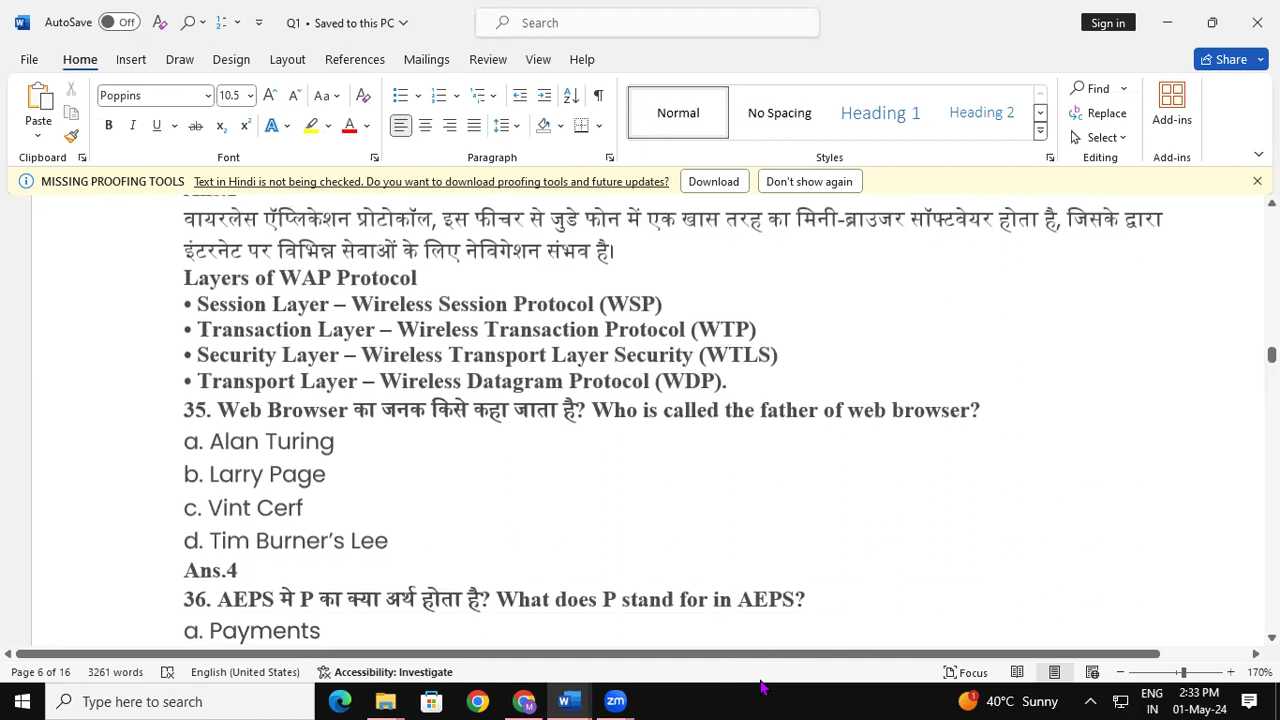 AutoSave Off Q1 • Saved to this PC Search Sign in
File Home Insert Draw Design Layout References Mailings Review View Help Share
Poppins 10.5 Aa Find
Paste Normal No Spacing Heading 1 Heading 2 Replace Add-ins
B I U ab x₂ x² A A Select
Clipboard Font Paragraph Styles Editing Add-ins
MISSING PROOFING TOOLS Text in Hindi is not being checked. Do you want to download proofing tools and future updates? Download Don't show again
वायरलेस ऍप्लिकेशन प्रोटोकॉल, इस फीचर से जुडे फोन में एक खास तरह का मिनी-ब्राउजर सॉफ्टवेयर होता है, जिसके द्वारा
इंटरनेट पर विभिन्न सेवाओं के लिए नेविगेशन संभव है।
Layers of WAP Protocol
• Session Layer – Wireless Session Protocol (WSP)
• Transaction Layer – Wireless Transaction Protocol (WTP)
• Security Layer – Wireless Transport Layer Security (WTLS)
• Transport Layer – Wireless Datagram Protocol (WDP).
35. Web Browser का जनक किसे कहा जाता है? Who is called the father of web browser?
a. Alan Turing
b. Larry Page
c. Vint Cerf
d. Tim Burner’s Lee
Ans.4
36. AEPS मे P का क्या अर्थ होता है? What does P stand for in AEPS?
a. Payments
Page 6 of 16 3261 words English (United States) Accessibility: Investigate Focus 170%
Type here to search 40°C Sunny ENG IN 2:33 PM 01-May-24